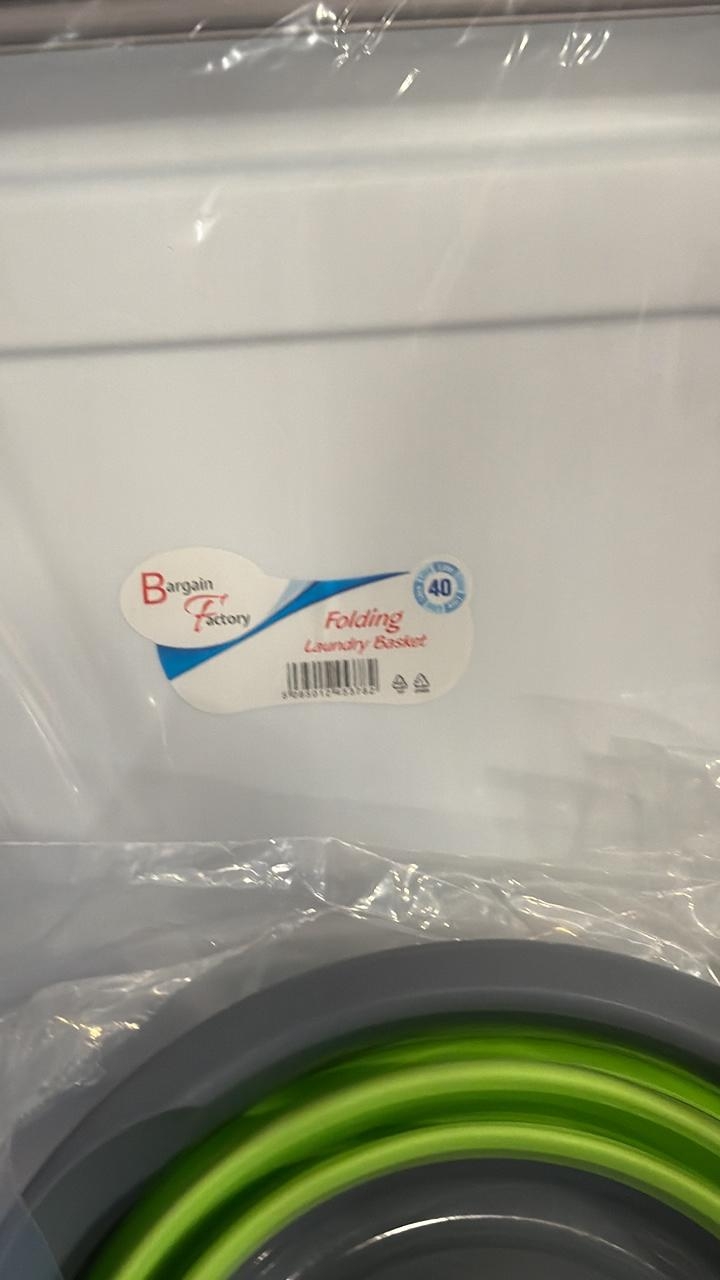 Bargain
Factory
40
Folding
Laundry Basket